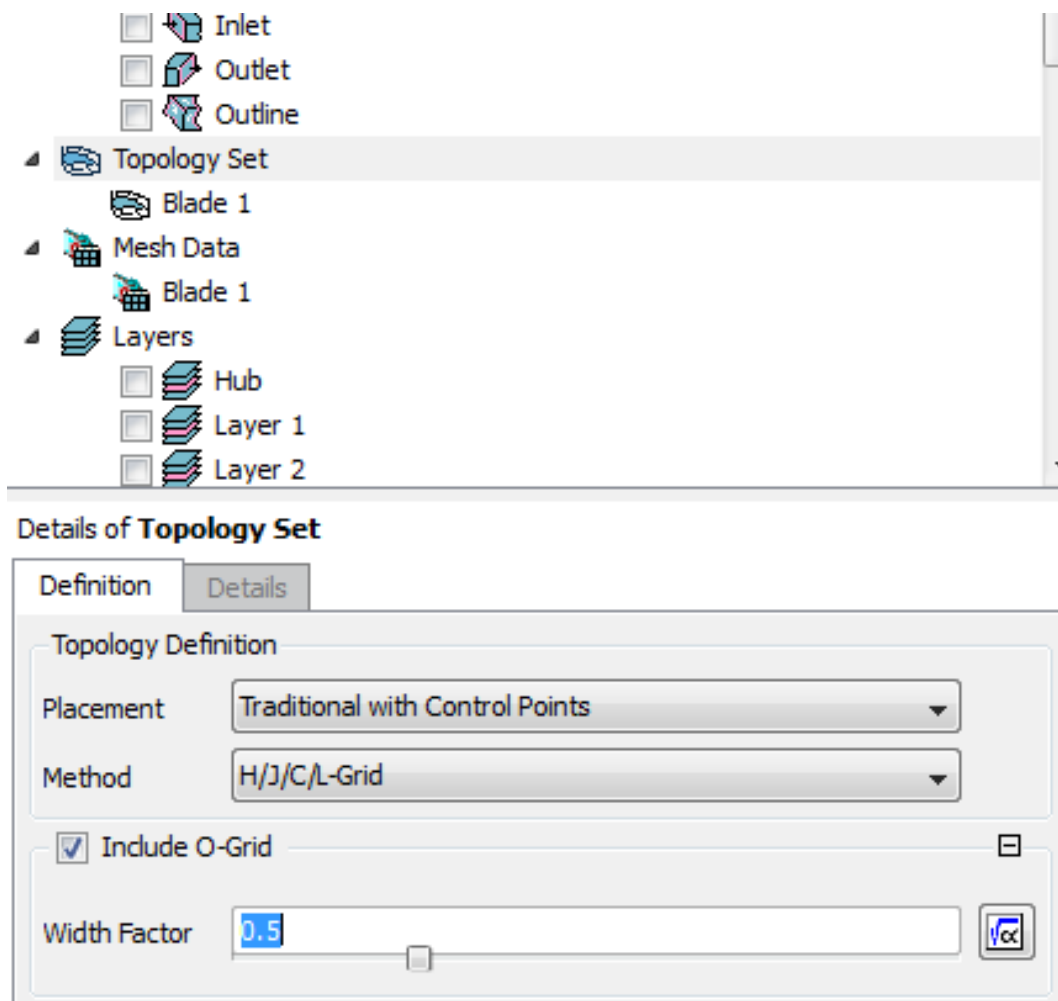 Inlet
Outlet
Outline
Topology Set
Blade 1
Mesh Data
Blade 1
Layers
Hub
Layer 1
Layer 2
Details of Topology Set
Definition Details
Topology Definition
Placement Traditional with Control Points
Method H/J/C/L-Grid
Include O-Grid
Width Factor 0.5 √α